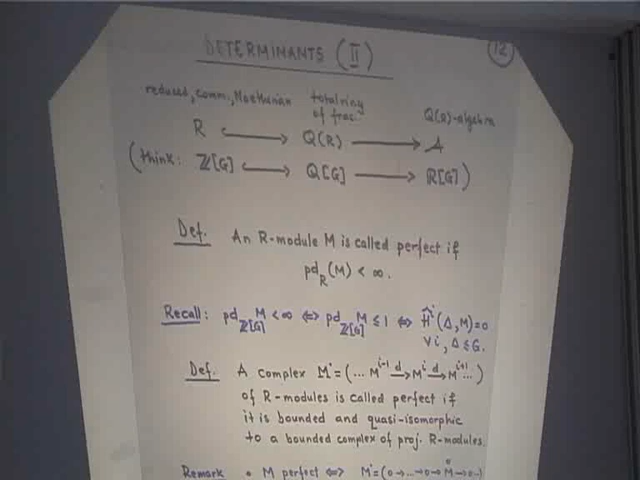 DETERMINANTS (II)
12
reduced, comm., Noetherian total ring of frac. Q(R)-algebra
R ↪ Q(R) → A
(think: ℤ[G] ↪ ℚ[G] → ℝ[G])
Def. An R-module M is called perfect if
pd_R(M) < ∞.
Recall: pd_ℤ[G] M < ∞ ⇔ pd_ℤ[G] M ≤ 1 ⇔ Ĥ^i(Δ,M)=0
∀i, Δ≤G.
Def. A complex M^· = (... M^{i-1} →^d M^i →^d M^{i+1} ...)
of R-modules is called perfect if
it is bounded and quasi-isomorphic
to a bounded complex of proj. R-modules.
Remark • M perfect ⇔ M^· = (0→...→0→M→0...)